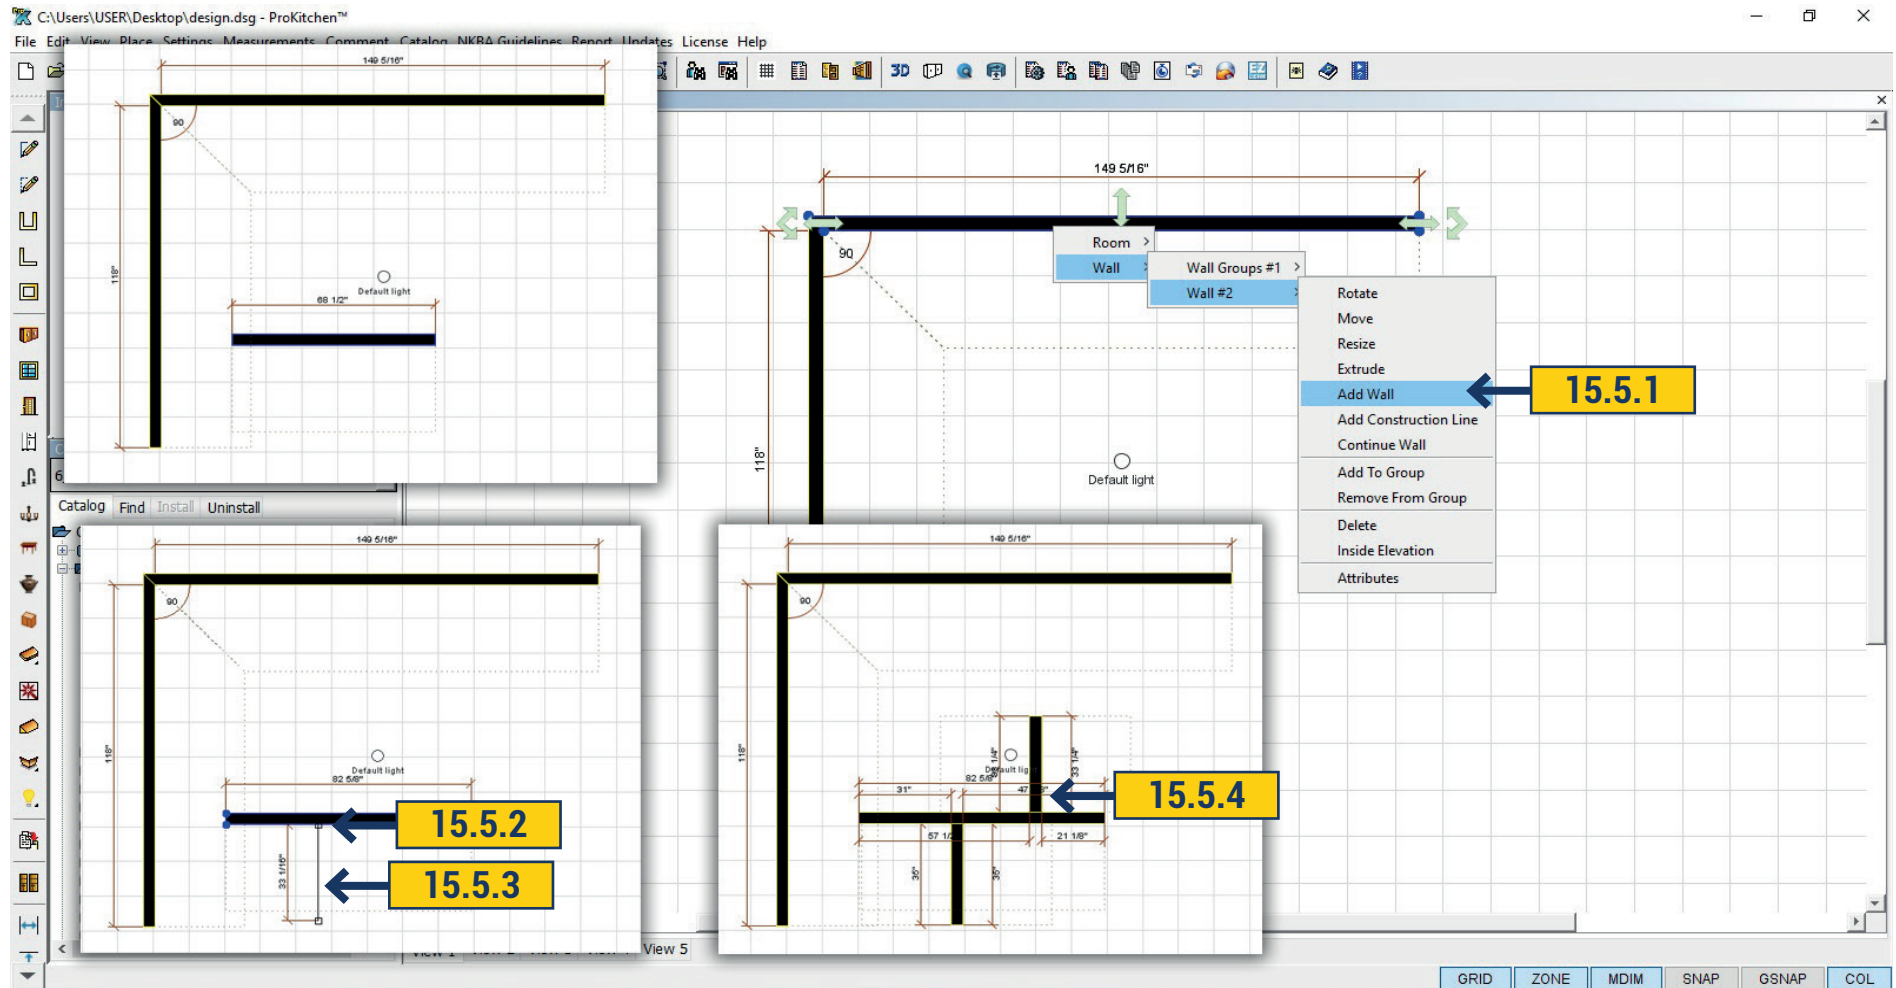 C:\Users\USER\Desktop\design.dsg - ProKitchen™
File Edit View Place Settings Measurements Comment Catalog NKBA Guidelines Report Updates License Help
3D
149 5/16"
90
118"
Default light
68 1/2"
149 5/16"
90
118"
Default light
Room
Wall
Wall Groups #1
Wall #2
Rotate
Move
Resize
Extrude
Add Wall
Add Construction Line
Continue Wall
Add To Group
Remove From Group
Delete
Inside Elevation
Attributes
15.5.1
6
Catalog Find Install Uninstall
149 5/16"
90
118"
Default light
82 5/8"
33 1/16"
15.5.2
15.5.3
149 5/16"
90
118"
82 5/8"
31"
33 1/4"
57 1/2
21 1/8"
35"
35"
15.5.4
View 5
GRID ZONE MDIM SNAP GSNAP COL